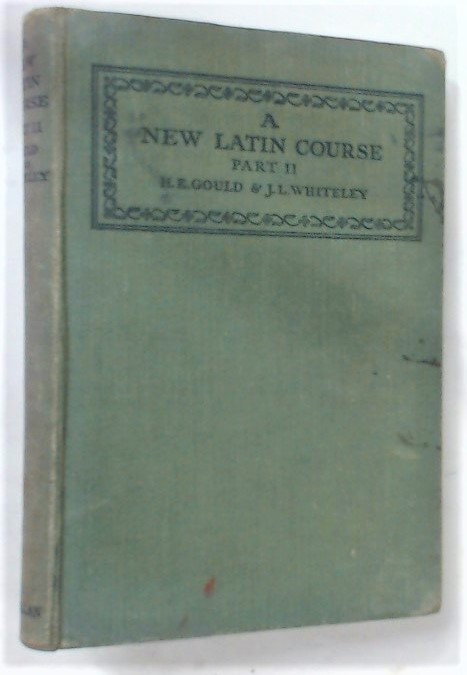 A
NEW LATIN COURSE
PART II
H.E. GOULD & J.L. WHITELEY